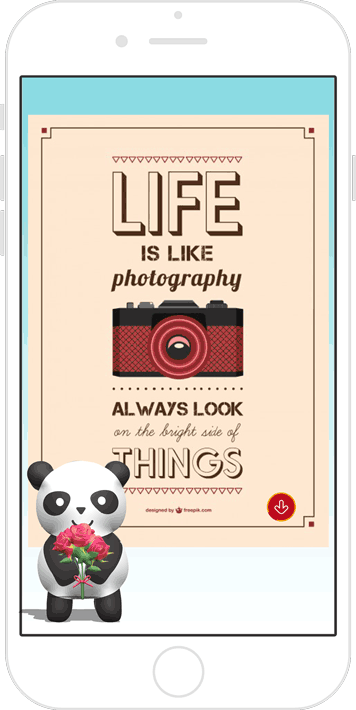 LIFE
IS LIKE
photography
ALWAYS LOOK
on the bright side of
THINGS
designed by freepik.com